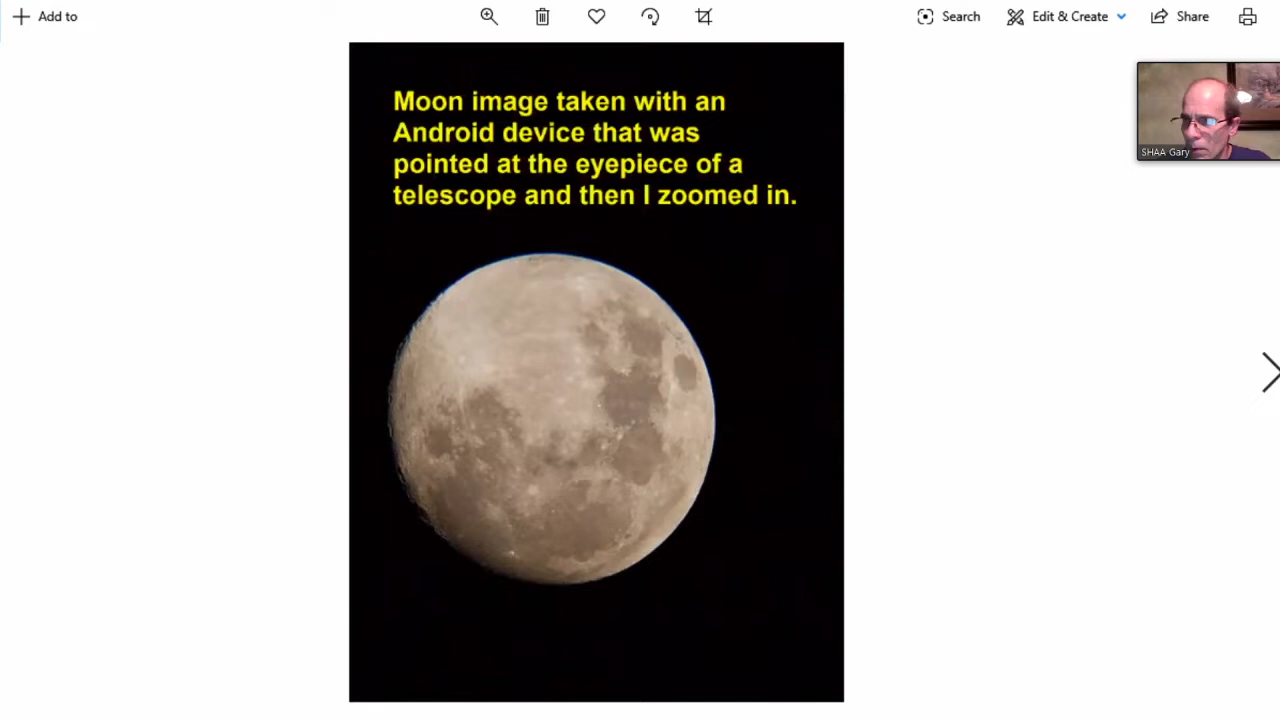 Add to
Search
Edit & Create
Share
Moon image taken with an
Android device that was
pointed at the eyepiece of a
telescope and then I zoomed in.
SHAA Gary